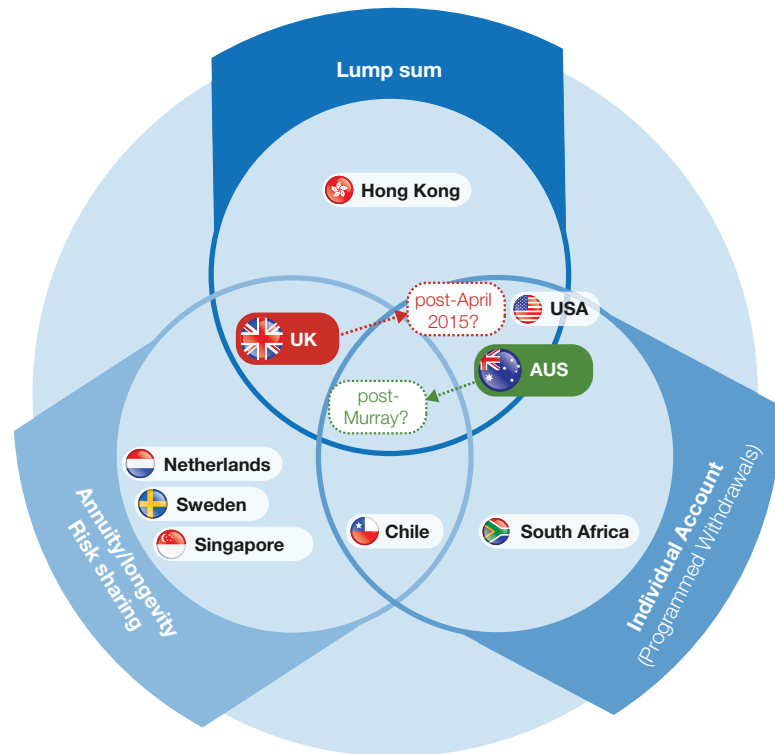 Lump sum
Hong Kong
post-April
2015?
USA
UK
AUS
post-
Murray?
Netherlands
Sweden
Singapore
Chile
South Africa
Annuity/longevity
Risk sharing
Individual Account
(Programmed Withdrawals)